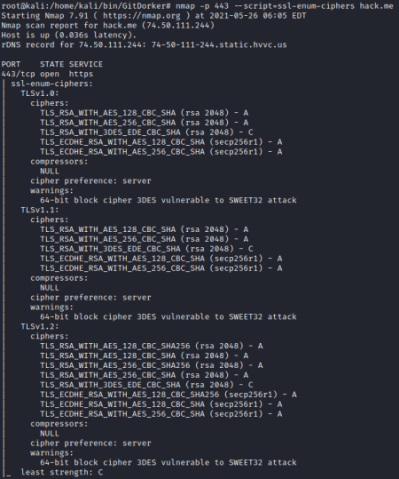 root@kali:/home/kali/bin/GitDorker# nmap -p 443 --script=ssl-enum-ciphers hack.me
Starting Nmap 7.91 ( https://nmap.org ) at 2021-05-26 06:05 EDT
Nmap scan report for hack.me (74.50.111.244)
Host is up (0.036s latency).
rDNS record for 74.50.111.244: 74-50-111-244.static.hvvc.us
PORT    STATE SERVICE
443/tcp open  https
| ssl-enum-ciphers:
|   TLSv1.0:
|     ciphers:
|       TLS_RSA_WITH_AES_128_CBC_SHA (rsa 2048) - A
|       TLS_RSA_WITH_AES_256_CBC_SHA (rsa 2048) - A
|       TLS_RSA_WITH_3DES_EDE_CBC_SHA (rsa 2048) - C
|       TLS_ECDHE_RSA_WITH_AES_128_CBC_SHA (secp256r1) - A
|       TLS_ECDHE_RSA_WITH_AES_256_CBC_SHA (secp256r1) - A
|     compressors:
|       NULL
|     cipher preference: server
|     warnings:
|       64-bit block cipher 3DES vulnerable to SWEET32 attack
|   TLSv1.1:
|     ciphers:
|       TLS_RSA_WITH_AES_128_CBC_SHA (rsa 2048) - A
|       TLS_RSA_WITH_AES_256_CBC_SHA (rsa 2048) - A
|       TLS_RSA_WITH_3DES_EDE_CBC_SHA (rsa 2048) - C
|       TLS_ECDHE_RSA_WITH_AES_128_CBC_SHA (secp256r1) - A
|       TLS_ECDHE_RSA_WITH_AES_256_CBC_SHA (secp256r1) - A
|     compressors:
|       NULL
|     cipher preference: server
|     warnings:
|       64-bit block cipher 3DES vulnerable to SWEET32 attack
|   TLSv1.2:
|     ciphers:
|       TLS_RSA_WITH_AES_128_CBC_SHA256 (rsa 2048) - A
|       TLS_RSA_WITH_AES_128_CBC_SHA (rsa 2048) - A
|       TLS_RSA_WITH_AES_256_CBC_SHA256 (rsa 2048) - A
|       TLS_RSA_WITH_AES_256_CBC_SHA (rsa 2048) - A
|       TLS_RSA_WITH_3DES_EDE_CBC_SHA (rsa 2048) - C
|       TLS_ECDHE_RSA_WITH_AES_128_CBC_SHA256 (secp256r1) - A
|       TLS_ECDHE_RSA_WITH_AES_128_CBC_SHA (secp256r1) - A
|       TLS_ECDHE_RSA_WITH_AES_256_CBC_SHA (secp256r1) - A
|     compressors:
|       NULL
|     cipher preference: server
|     warnings:
|       64-bit block cipher 3DES vulnerable to SWEET32 attack
|_  least strength: C